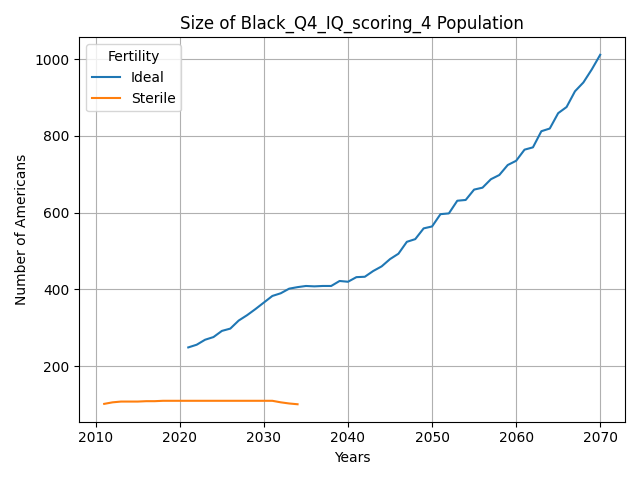 Size of Black_Q4_IQ_scoring_4 Population
Fertility
Ideal
Sterile
Number of Americans
1000
800
600
400
200
2010 2020 2030 2040 2050 2060 2070
Years